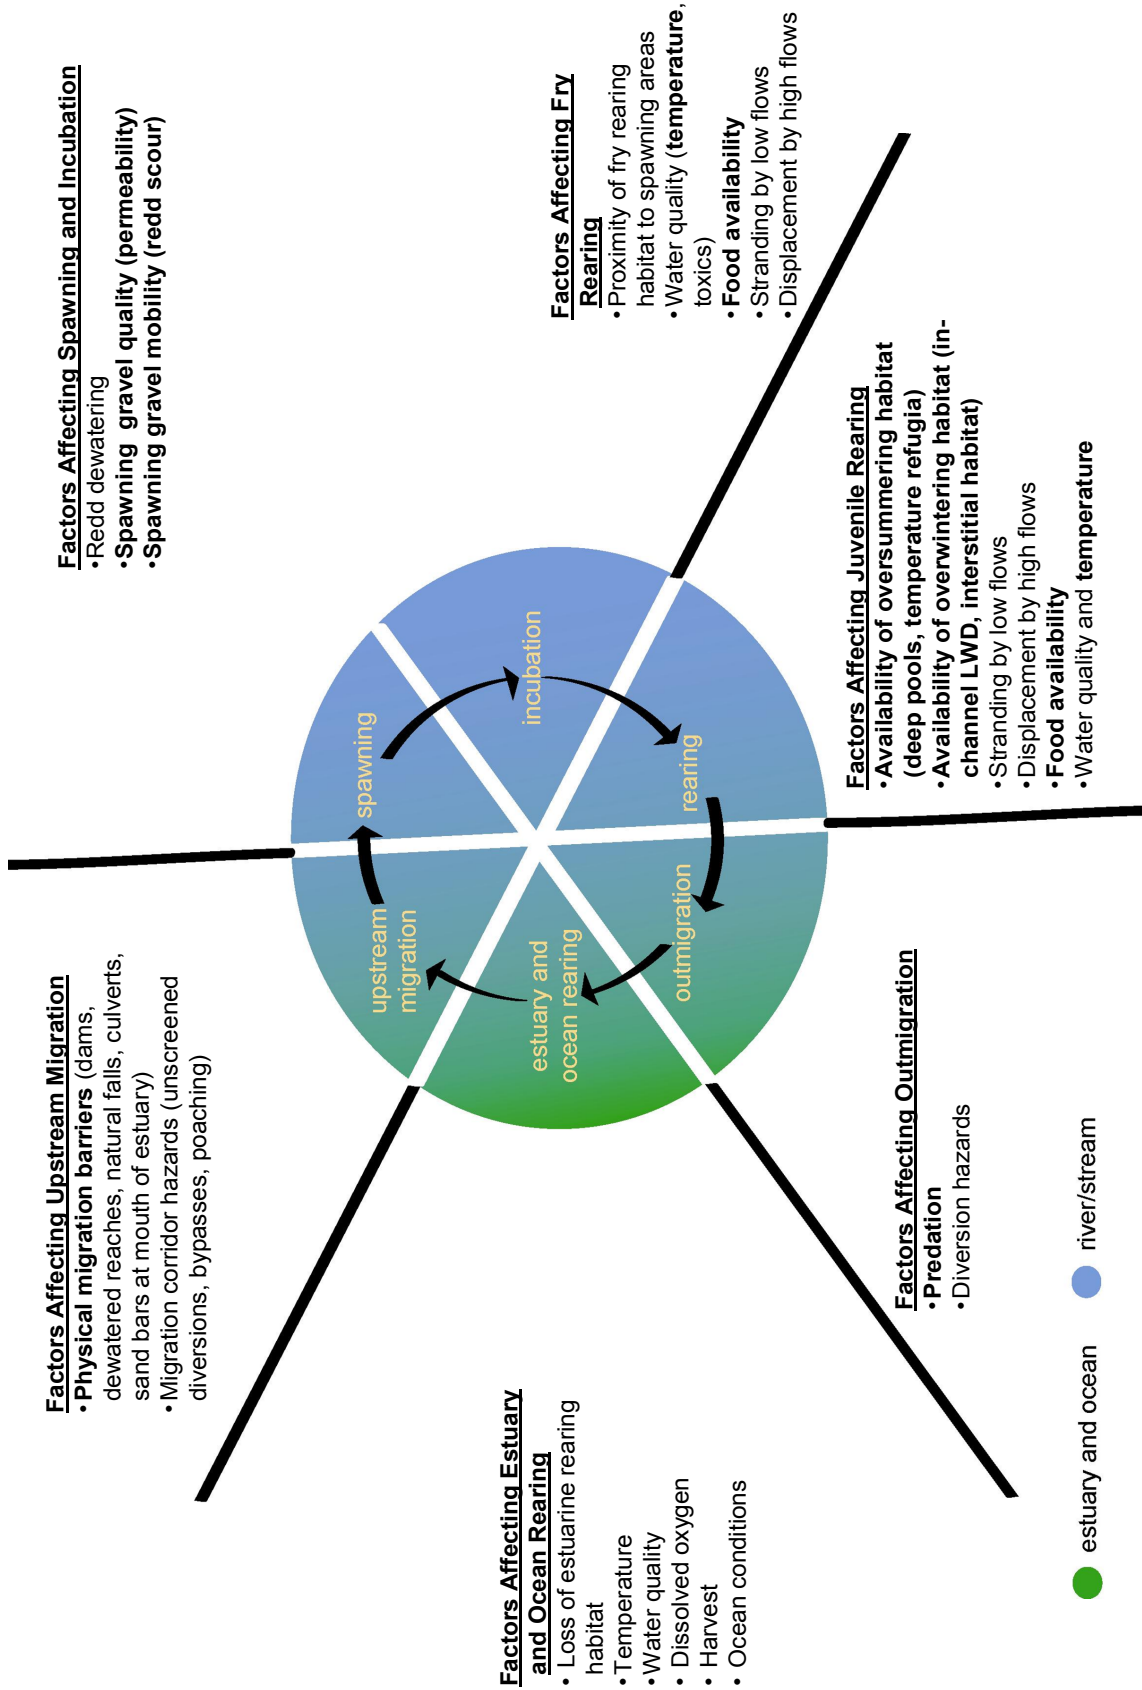 Factors Affecting Upstream Migration
•Physical migration barriers (dams,
dewatered reaches, natural falls, culverts,
sand bars at mouth of estuary)
•Migration corridor hazards (unscreened
diversions, bypasses, poaching)
Factors Affecting Spawning and Incubation
•Redd dewatering
•Spawning gravel quality (permeability)
•Spawning gravel mobility (redd scour)
Factors Affecting Estuary
and Ocean Rearing
• Loss of estuarine rearing
habitat
•Temperature
•Water quality
• Dissolved oxygen
• Harvest
• Ocean conditions
upstream
migration
spawning
estuary and
ocean rearing
incubation
outmigration
rearing
Factors Affecting Fry
Rearing
•Proximity of fry rearing
habitat to spawning areas
•Water quality (temperature,
toxics)
•Food availability
•Stranding by low flows
•Displacement by high flows
Factors Affecting Outmigration
•Predation
•Diversion hazards
Factors Affecting Juvenile Rearing
•Availability of oversummering habitat
(deep pools, temperature refugia)
•Availability of overwintering habitat (in-
channel LWD, interstitial habitat)
•Stranding by low flows
•Displacement by high flows
•Food availability
•Water quality and temperature
estuary and ocean
river/stream